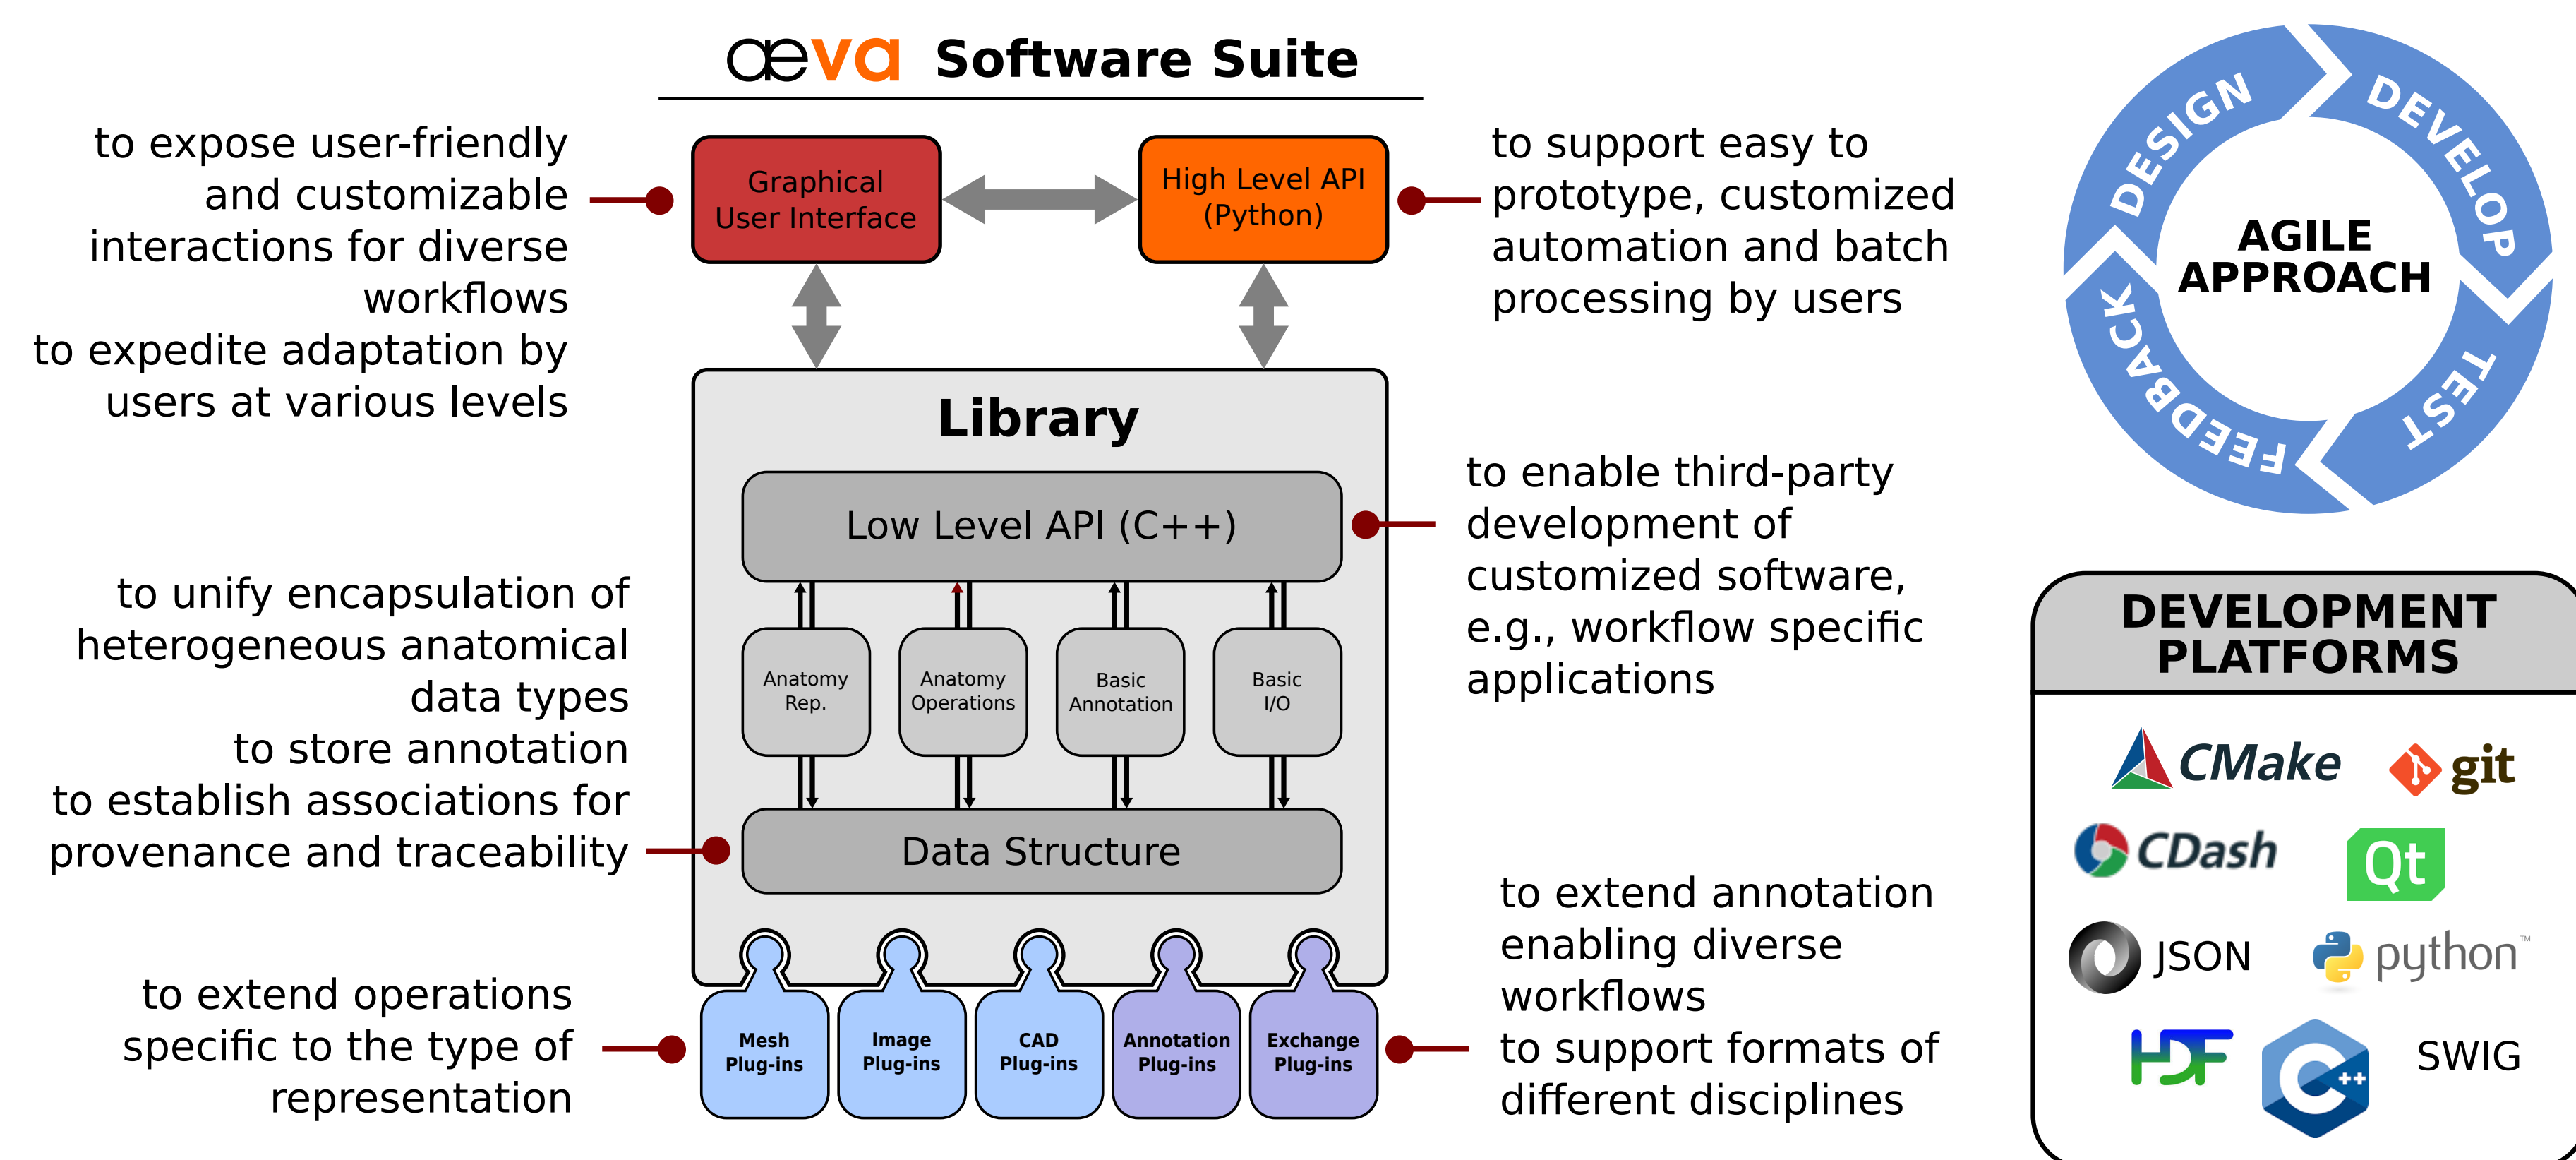 æva Software Suite
to expose user-friendly
and customizable
interactions for diverse
workflows
to expedite adaptation by
users at various levels
Graphical
User Interface
High Level API
(Python)
to support easy to
prototype, customized
automation and batch
processing by users
Library
Low Level API (C++)
to enable third-party
development of
customized software,
e.g., workflow specific
applications
Anatomy
Rep.
Anatomy
Operations
Basic
Annotation
Basic
I/O
to unify encapsulation of
heterogeneous anatomical
data types
to store annotation
to establish associations for
provenance and traceability
Data Structure
to extend operations
specific to the type of
representation
Mesh
Plug-ins
Image
Plug-ins
CAD
Plug-ins
Annotation
Plug-ins
Exchange
Plug-ins
to extend annotation
enabling diverse
workflows
to support formats of
different disciplines
DESIGN
DEVELOP
TEST
FEEDBACK
AGILE
APPROACH
DEVELOPMENT
PLATFORMS
CMake
git
CDash
Qt
JSON
python™
HDF
C++
SWIG